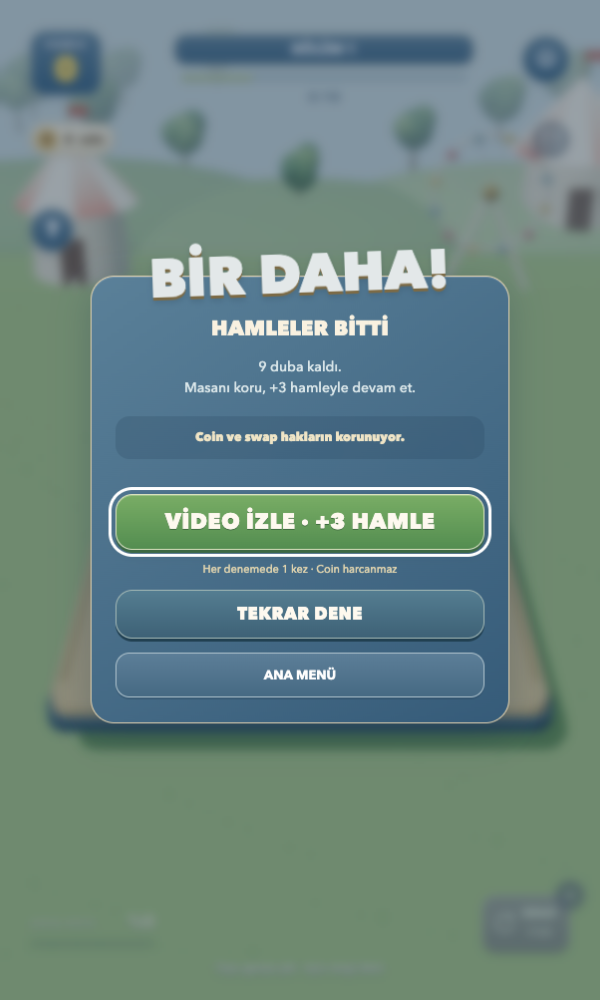 BİR DAHA!
HAMLELER BİTTİ
9 duba kaldı.
Masanı koru, +3 hamleyle devam et.
Coin ve swap hakların korunuyor.
VİDEO İZLE · +3 HAMLE
Her denemede 1 kez · Coin harcanmaz
TEKRAR DENE
ANA MENÜ